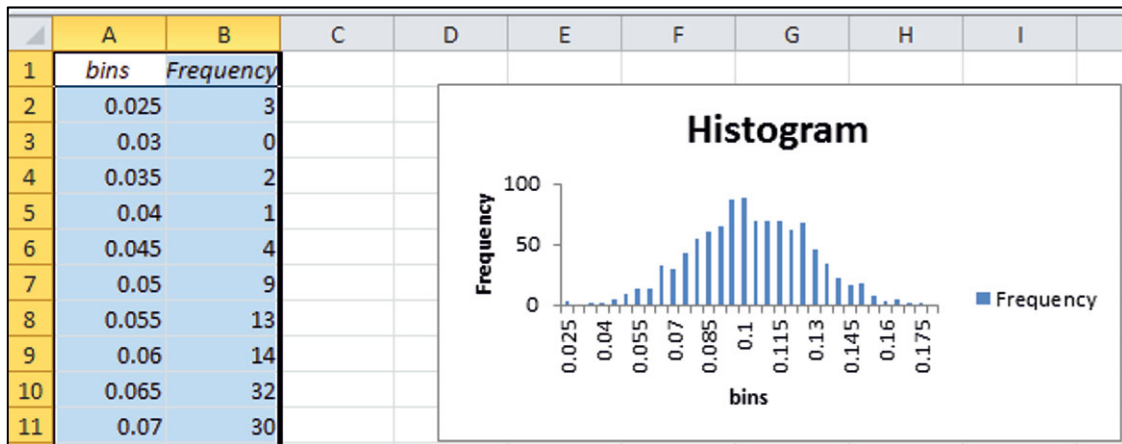 A B C D E F G H I
1 bins Frequency
2 0.025 3
3 0.03 0
4 0.035 2
5 0.04 1
6 0.045 4
7 0.05 9
8 0.055 13
9 0.06 14
10 0.065 32
11 0.07 30
Histogram
Frequency
100
50
0
0.025 0.04 0.055 0.07 0.085 0.1 0.115 0.13 0.145 0.16 0.175
bins
Frequency